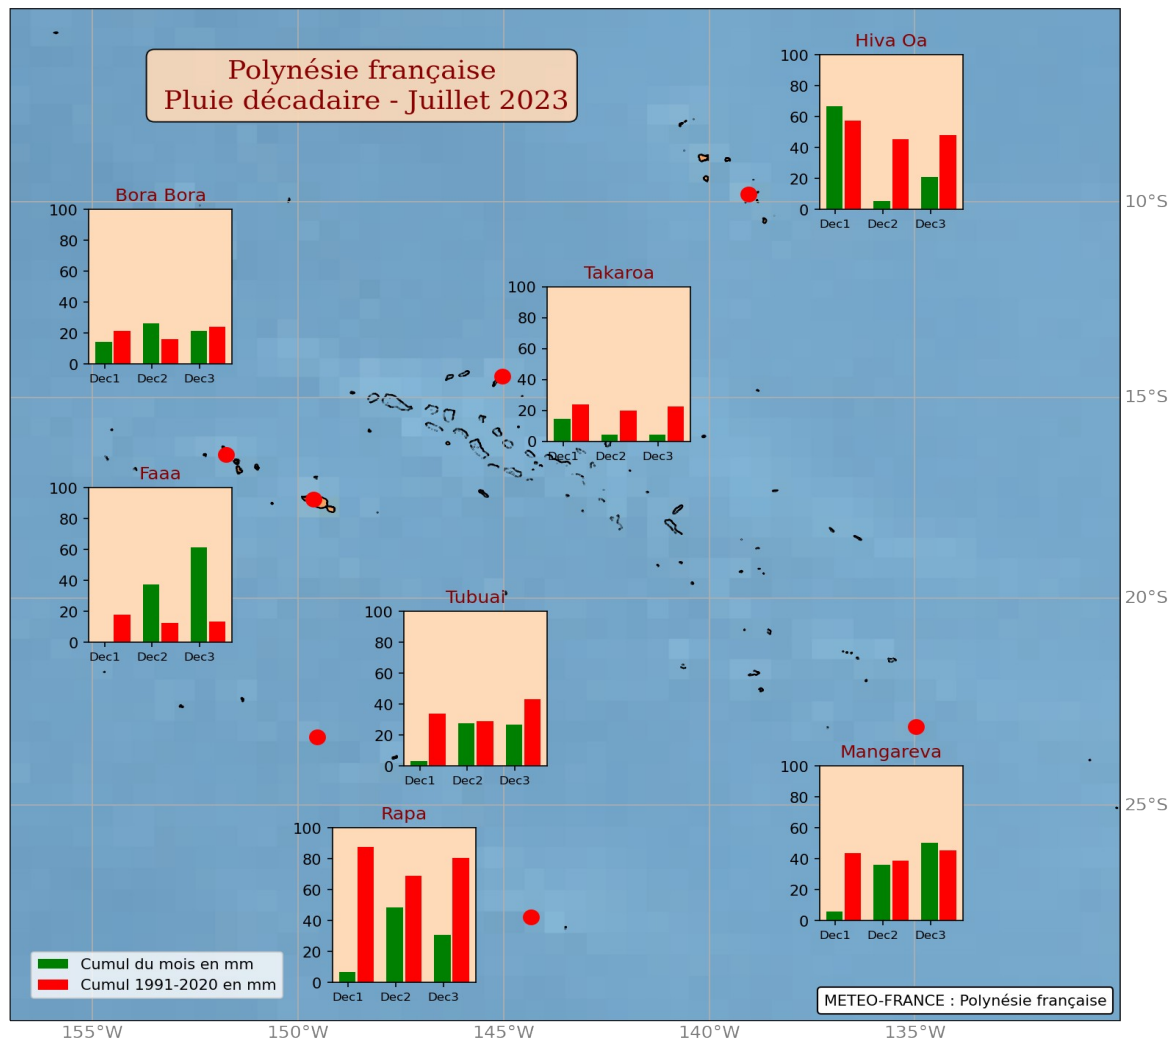 Polynésie française
Pluie décadaire - Juillet 2023
Hiva Oa
100
80
60
40
20
0
Dec1 Dec2 Dec3
10°S
Bora Bora
100
80
60
40
20
0
Dec1 Dec2 Dec3
Takaroa
100
80
60
40
20
0
Dec1 Dec2 Dec3
15°S
Faaa
100
80
60
40
20
0
Dec1 Dec2 Dec3
20°S
Tubuai
100
80
60
40
20
0
Dec1 Dec2 Dec3
Mangareva
100
80
60
40
20
0
Dec1 Dec2 Dec3
25°S
Rapa
100
80
60
40
20
0
Dec1 Dec2 Dec3
Cumul du mois en mm
Cumul 1991-2020 en mm
METEO-FRANCE : Polynésie française
155°W 150°W 145°W 140°W 135°W